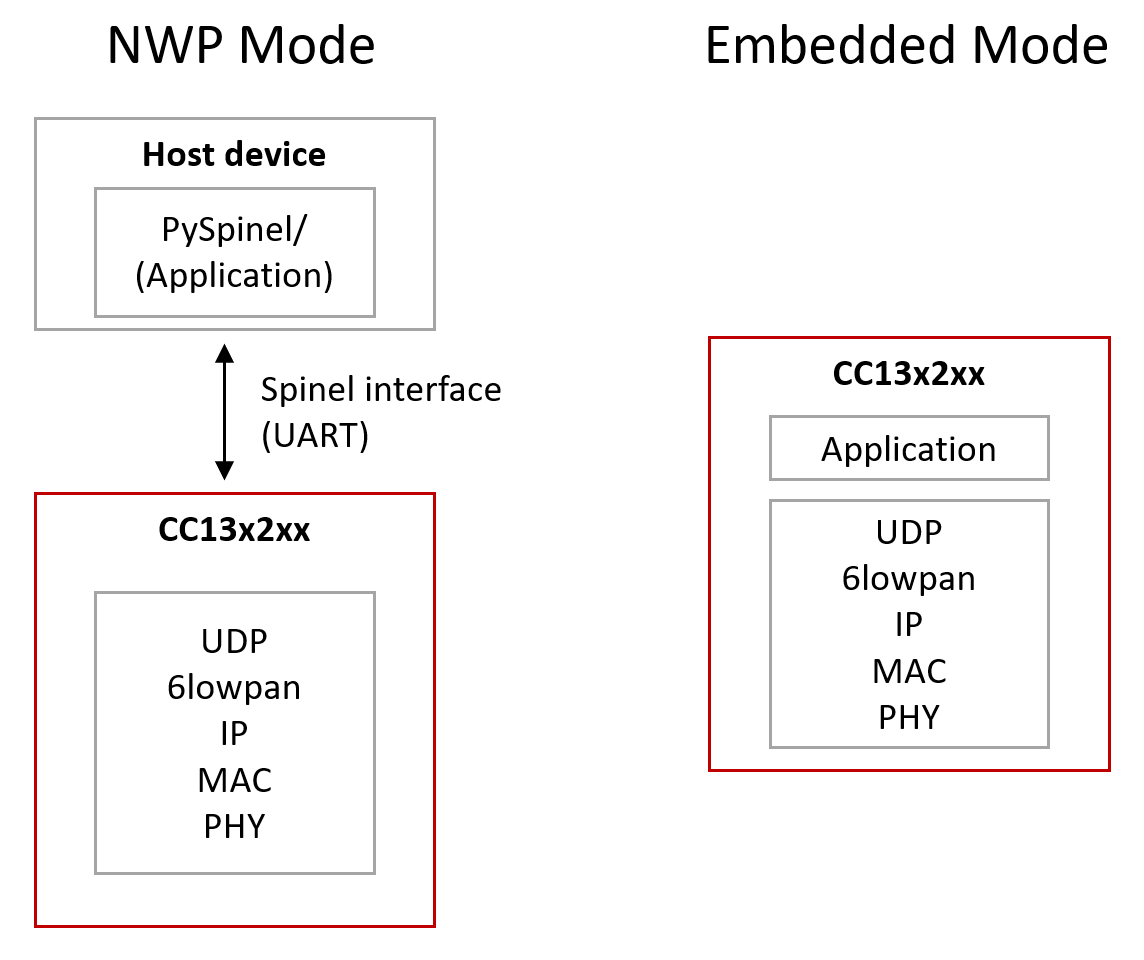 NWP Mode
Host device
PySpinel/
(Application)
Spinel interface
(UART)
CC13x2xx
UDP
6lowpan
IP
MAC
PHY
Embedded Mode
CC13x2xx
Application
UDP
6lowpan
IP
MAC
PHY